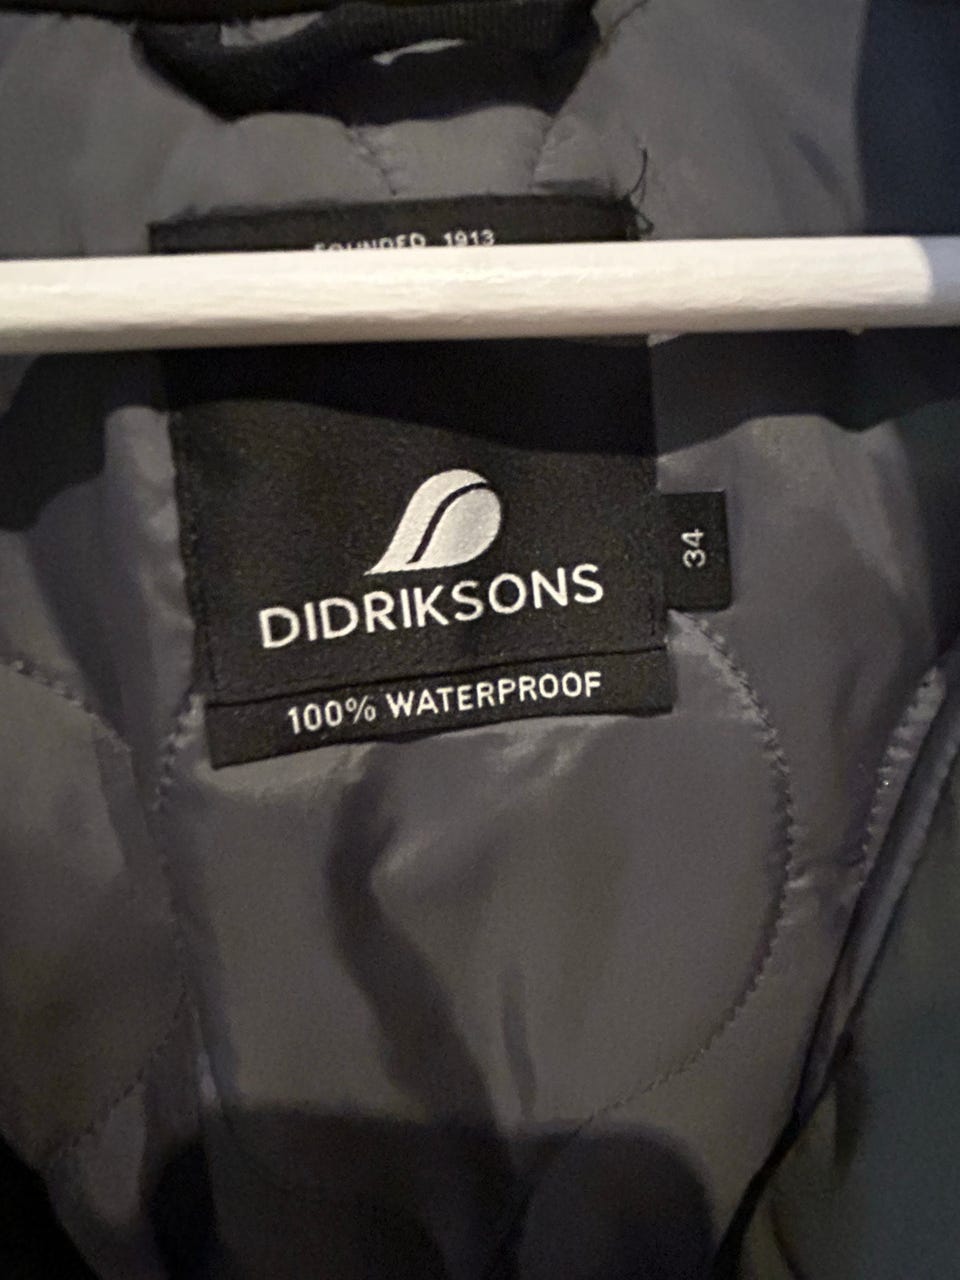 FOUNDED 1913
DIDRIKSONS
34
100% WATERPROOF